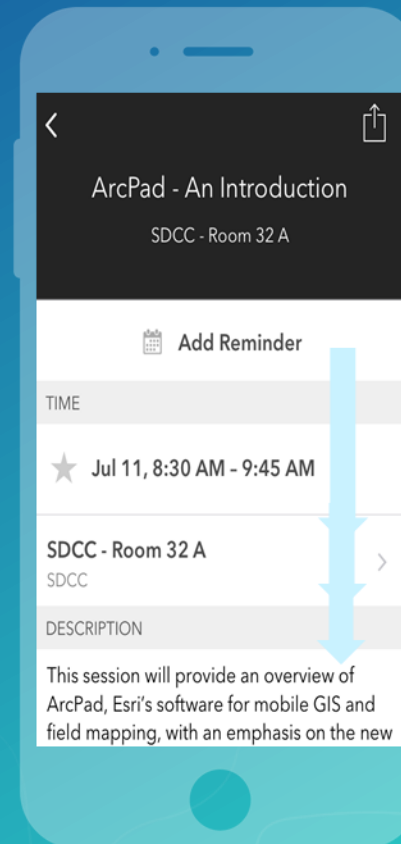 ArcPad - An Introduction
SDCC - Room 32 A
Add Reminder
TIME
Jul 11, 8:30 AM - 9:45 AM
SDCC - Room 32 A
SDCC
DESCRIPTION
This session will provide an overview of
ArcPad, Esri's software for mobile GIS and
field mapping, with an emphasis on the new